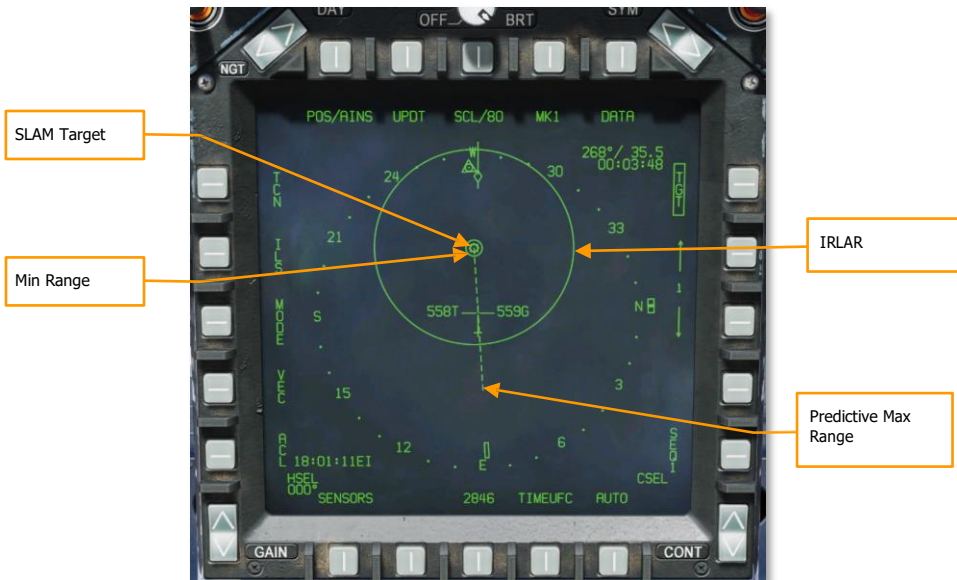 DAY
OFF
BRT
SYM
NGT
POS/AINS UPDT SCL/80 MK1 DATA
268°/ 35.5
00:03:48
W
24
30
TCN
TGT
SLAM Target
21
33
ILS
IRLAR
Min Range
1
558T
559G
N
MODE
S
VEC
15
3
Predictive Max
Range
12
6
E
ACL
18:01:11EI
SEQ1
HSEL
000°
CSEL
SENSORS 2846 TIMEUFC AUTO
GAIN
CONT